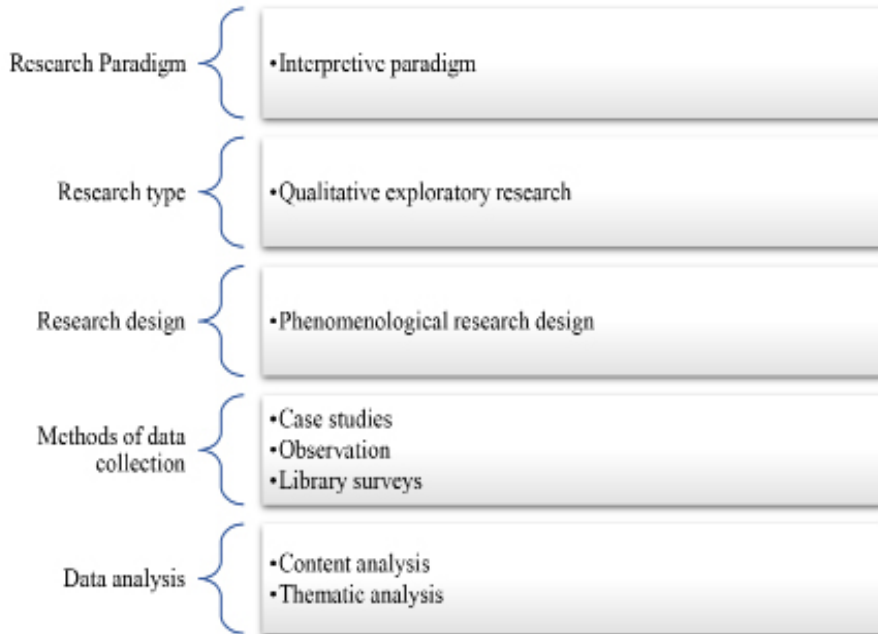 Research Paradigm
•Interpretive paradigm
Research type
•Qualitative exploratory research
Research design
•Phenomenological research design
Methods of data
collection
•Case studies
•Observation
•Library surveys
Data analysis
•Content analysis
•Thematic analysis